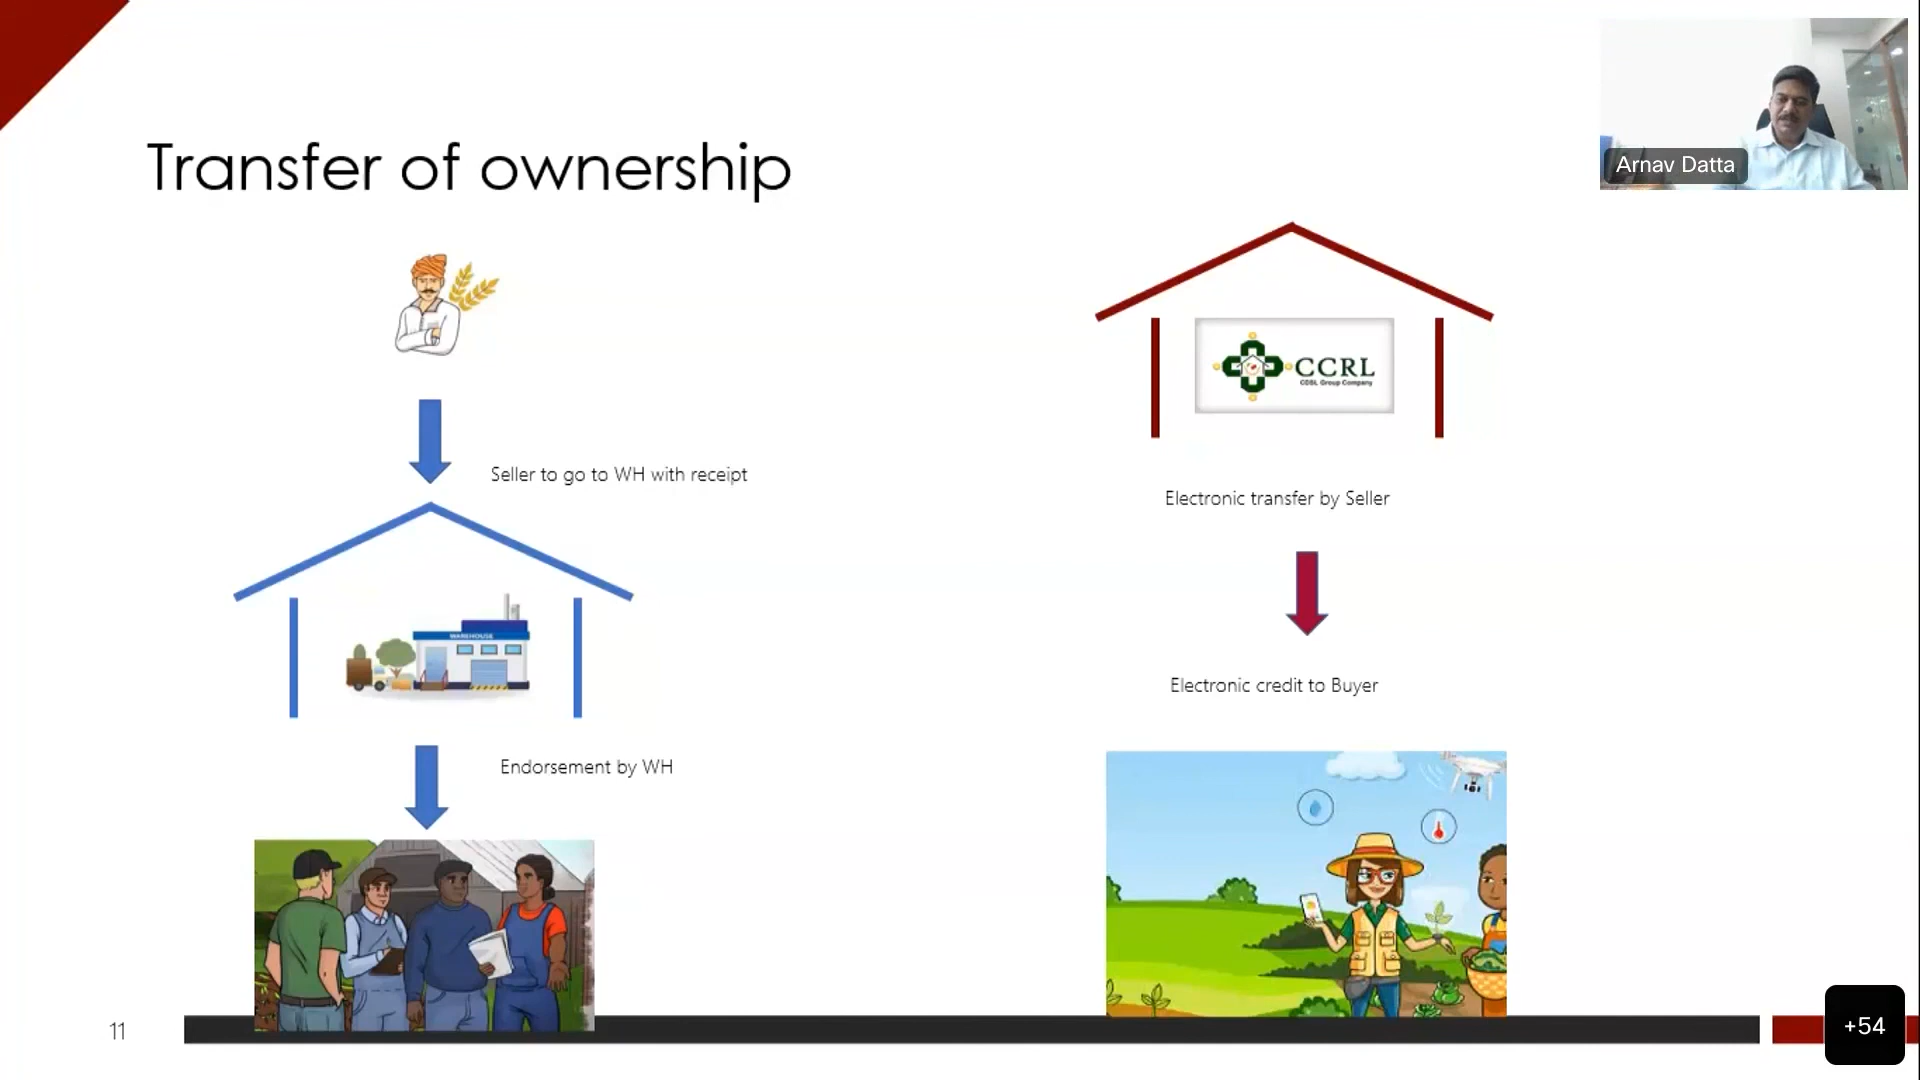 Transfer of ownership
Arnav Datta
Seller to go to WH with receipt
WAREHOUSE
Endorsement by WH
CCRL
CDSL Group Company
Electronic transfer by Seller
Electronic credit to Buyer
11
+54